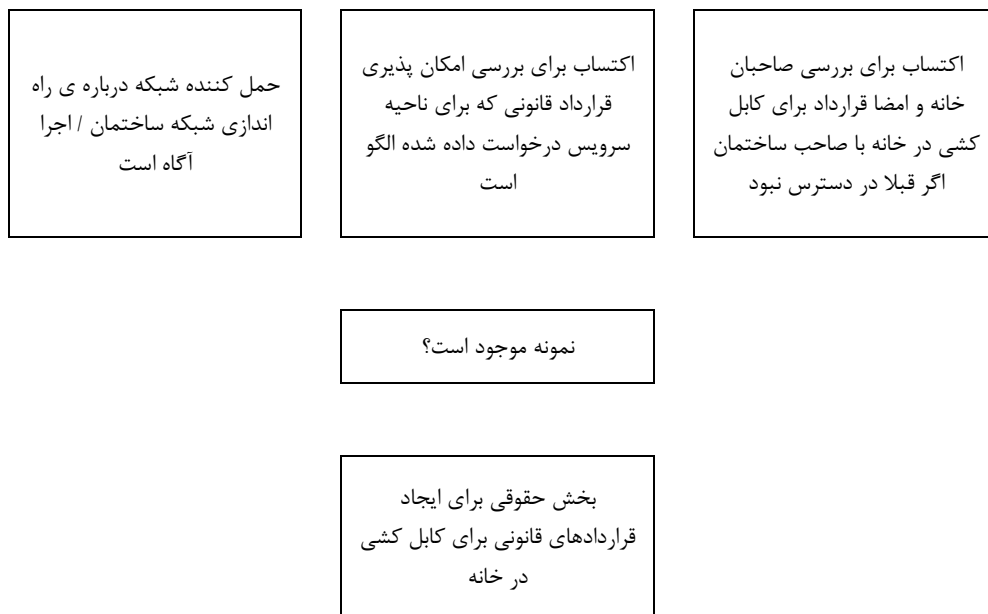 اکتساب برای بررسی صاحبان
خانه و امضا قرارداد برای کابل
کشی در خانه با صاحب ساختمان
اگر قبلا در دسترس نبود
اکتساب برای بررسی امکان پذیری
قرارداد قانونی که برای ناحیه
سرویس درخواست داده شده الگو
است
حمل کننده شبکه درباره ی راه
اندازی شبکه ساختمان / اجرا
آگاه است
نمونه موجود است؟
بخش حقوقی برای ایجاد
قراردادهای قانونی برای کابل کشی
در خانه